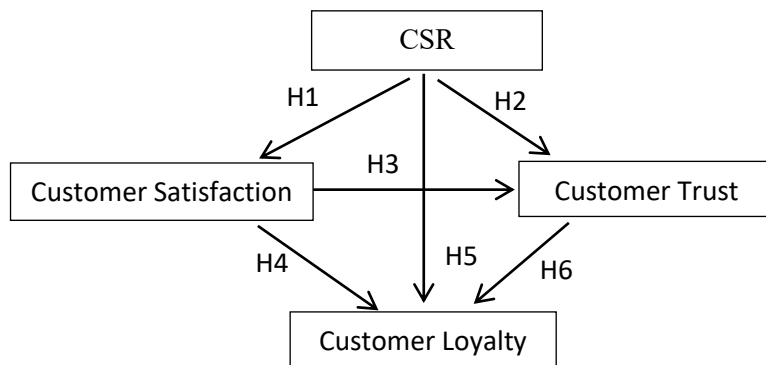 CSR
H1
H2
Customer Satisfaction
H3
Customer Trust
H4
H5
H6
Customer Loyalty